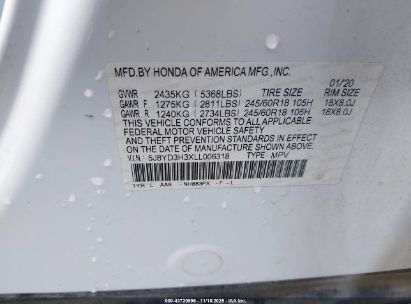 MFD.BY HONDA OF AMERICA MFG.,INC.
GVWR 2435KG (5368LBS) TIRE SIZE 01/20 RIM SIZE
GAWR F 1275KG (2811LBS) 245/60R18 105H 18X8.0J
GAWR R 1240KG (2734LBS) 245/60R18 105H 18X8.0J
THIS VEHICLE CONFORMS TO ALL APPLICABLE
FEDERAL MOTOR VEHICLE SAFETY, BUMPER,
AND THEFT PREVENTION STANDARDS IN EFFECT
ON THE DATE OF MANUFACTURE SHOWN ABOVE.
V.I.N.: 5J8YD3H3XLL006318 TYPE: MPV